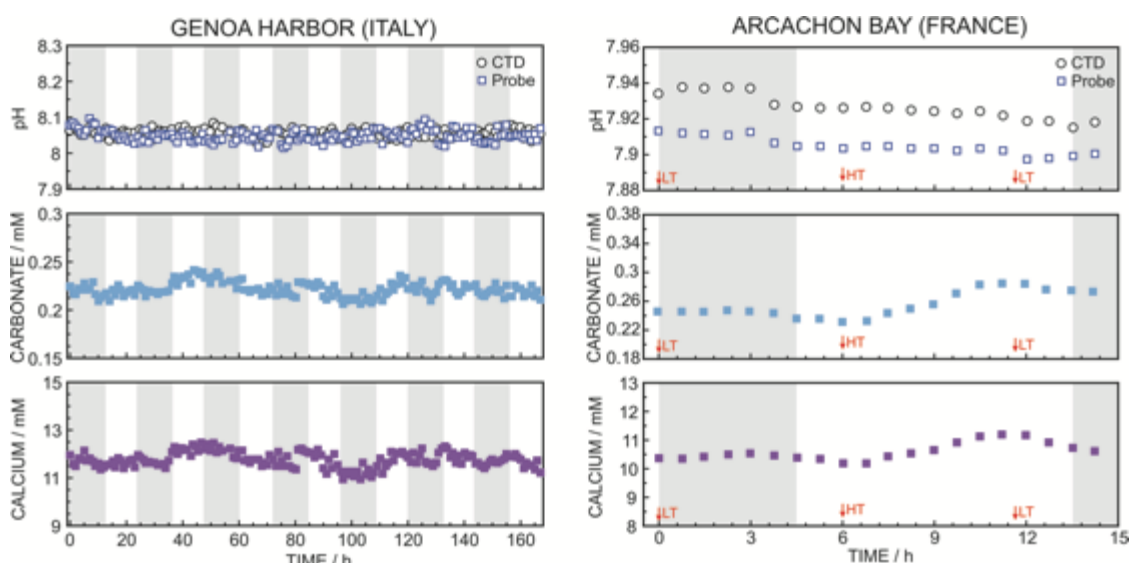 GENOA HARBOR (ITALY)
8.3
8.2
8.1
8
7.9
pH
CTD
Probe
0.3
0.25
0.2
0.15
CARBONATE / mM
15
13
11
9
CALCIUM / mM
0 20 40 60 80 100 120 140 160
TIME / h
ARCACHON BAY (FRANCE)
7.96
7.94
7.92
7.9
7.88
pH
CTD
Probe
LT
HT
LT
0.38
0.34
0.3
0.26
0.22
0.18
CARBONATE / mM
LT
HT
LT
13
12
11
10
9
8
CALCIUM / mM
LT
HT
LT
0 3 6 9 12 15
TIME / h